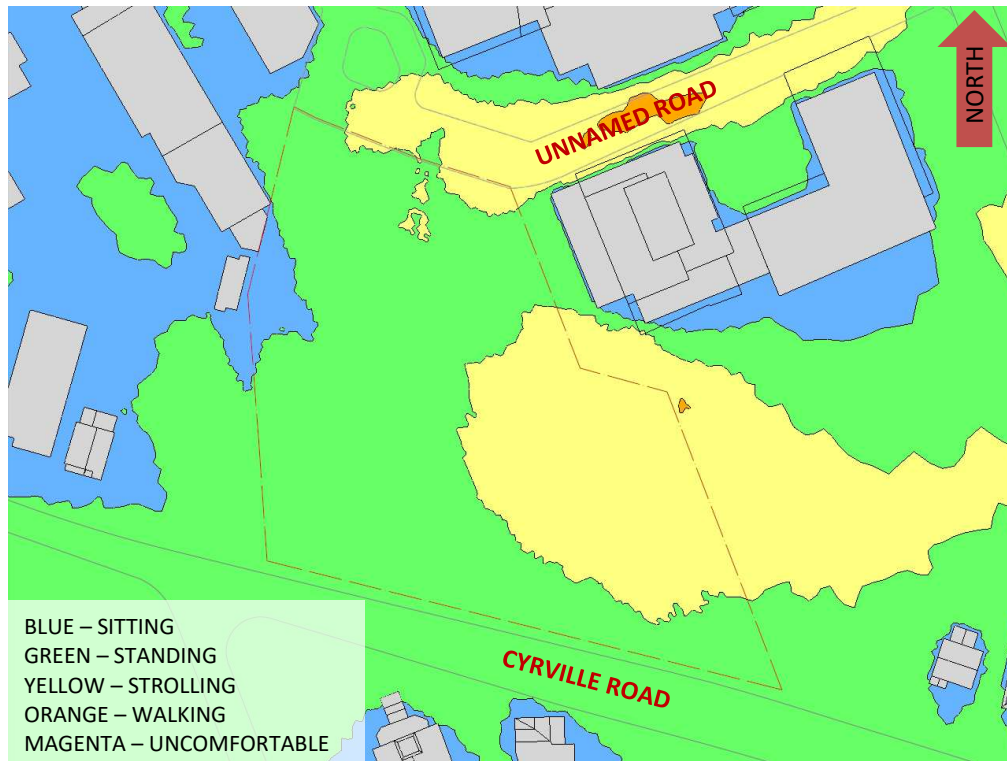 NORTH
UNNAMED ROAD
CYRVILLE ROAD
BLUE – SITTING
GREEN – STANDING
YELLOW – STROLLING
ORANGE – WALKING
MAGENTA – UNCOMFORTABLE